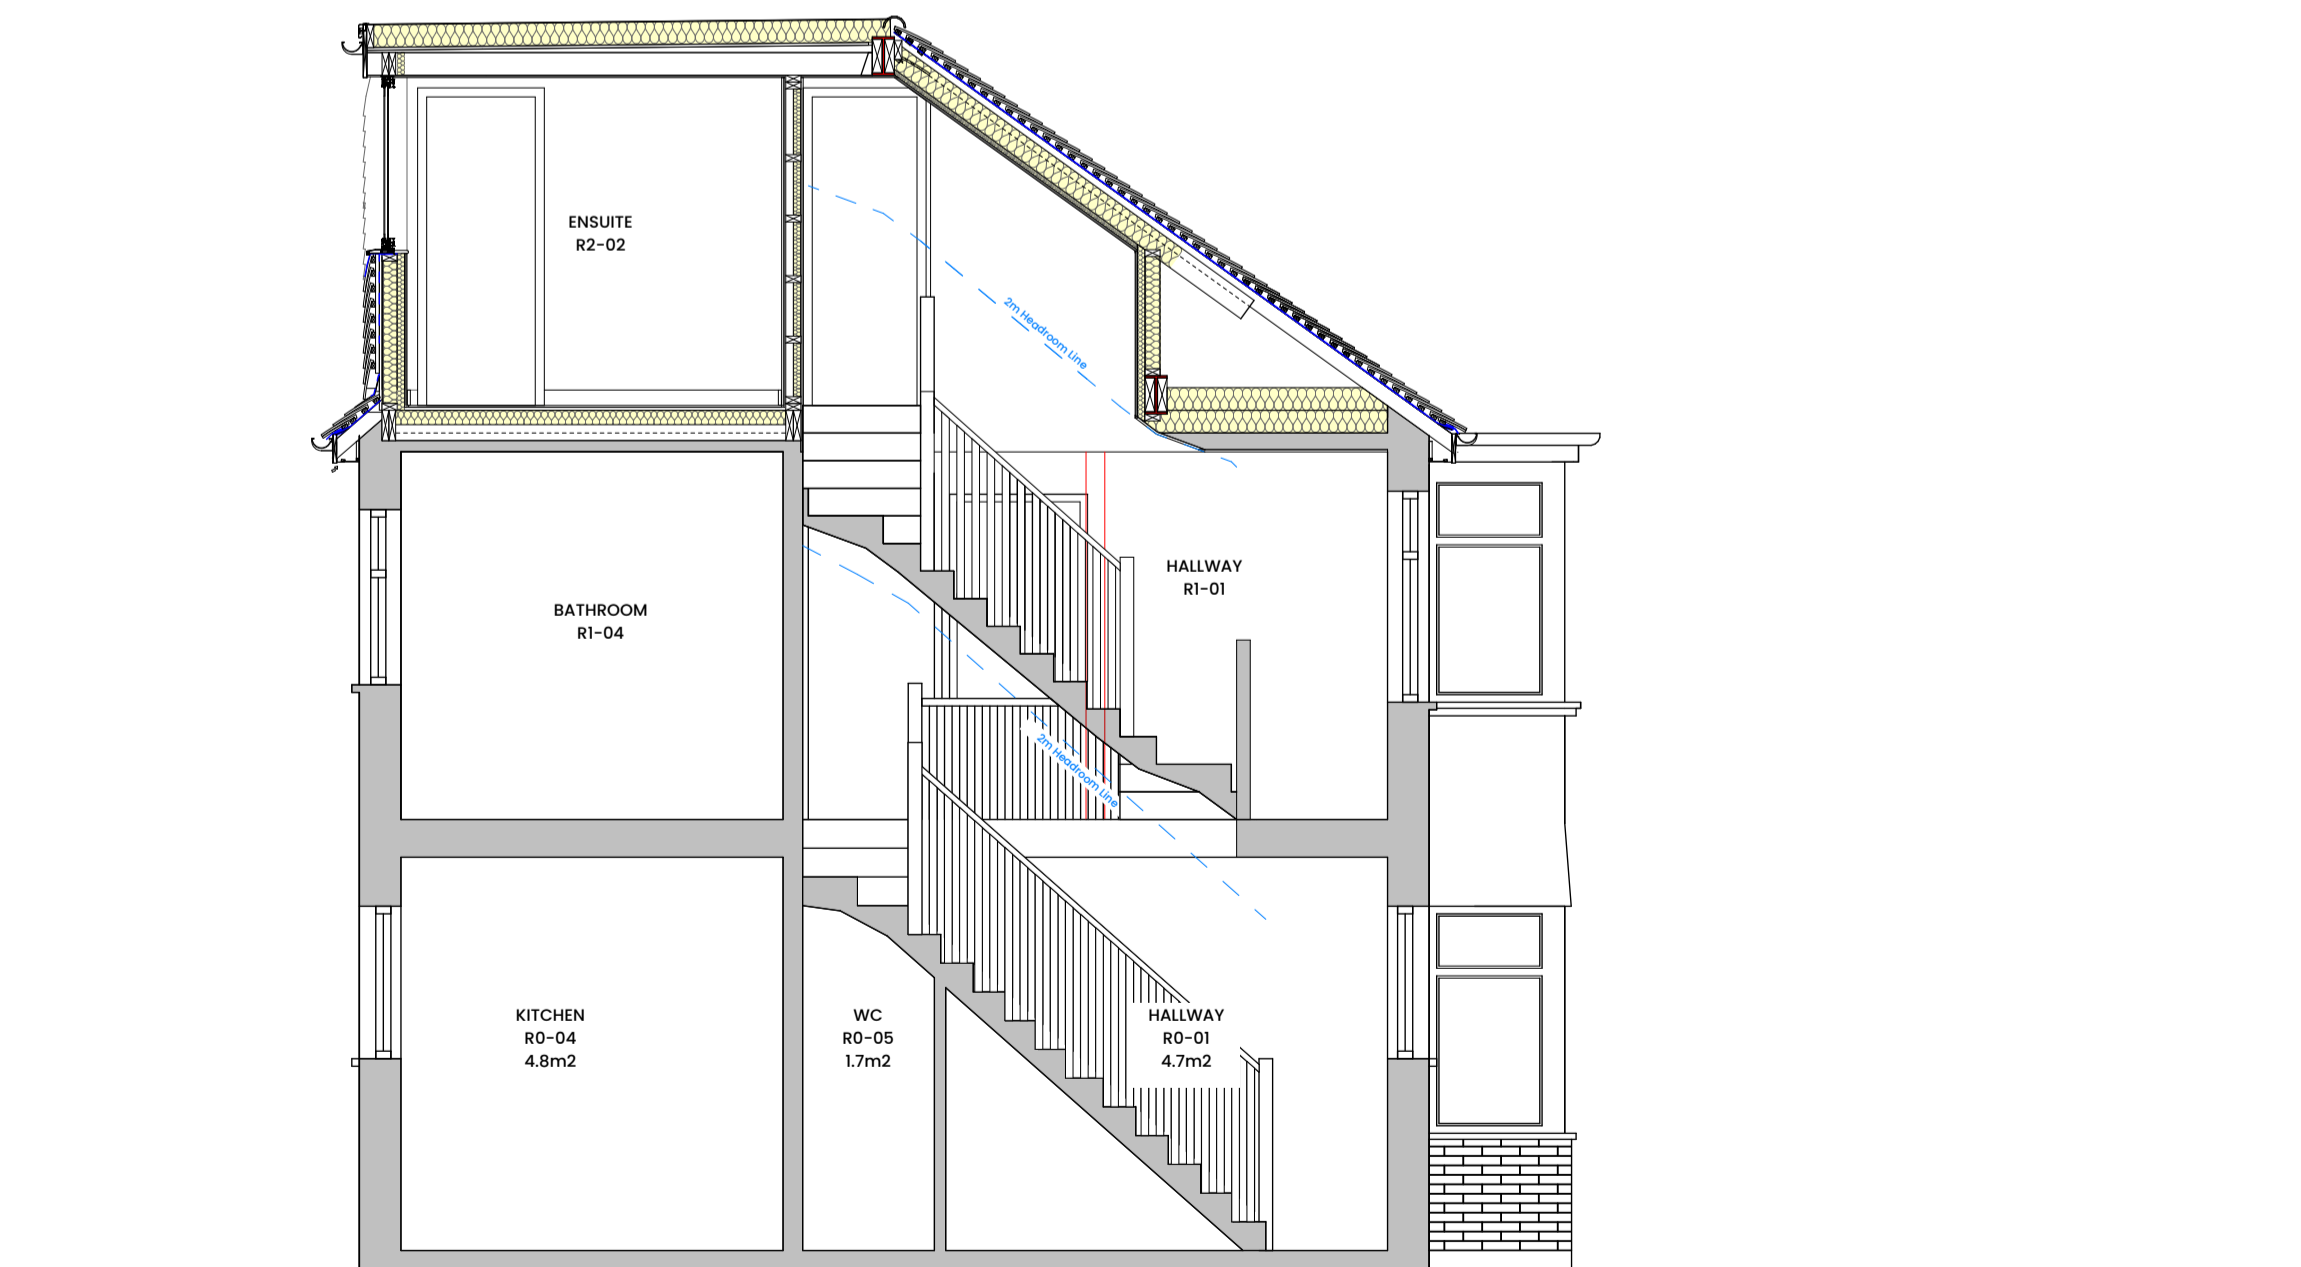 ENSUITE
R2-02
2m Headroom Line
HALLWAY
R1-01
BATHROOM
R1-04
2m Headroom Line
KITCHEN
R0-04
4.8m2
WC
R0-05
1.7m2
HALLWAY
R0-01
4.7m2